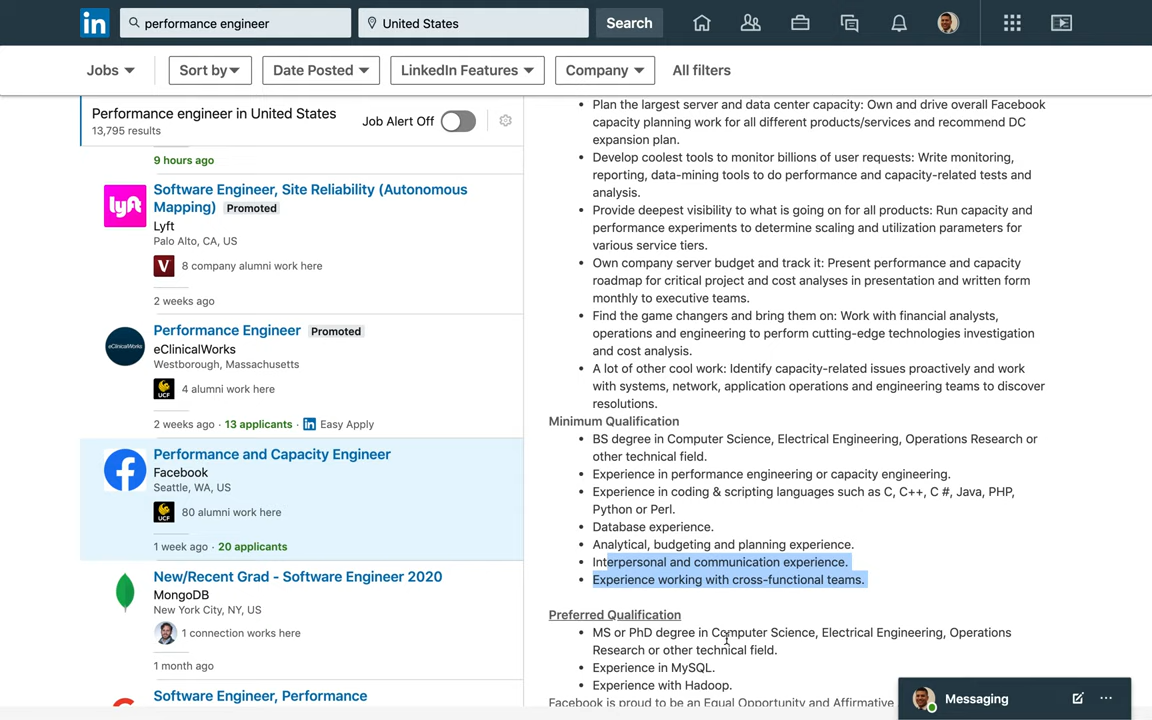 in
performance engineer
United States
Search
Jobs
Sort by
Date Posted
LinkedIn Features
Company
All filters
Performance engineer in United States
13,795 results
Job Alert Off
9 hours ago
lyft
Software Engineer, Site Reliability (Autonomous
Mapping) Promoted
Lyft
Palo Alto, CA, US
V 8 company alumni work here
2 weeks ago
eClinicalWorks
Performance Engineer Promoted
eClinicalWorks
Westborough, Massachusetts
UCF 4 alumni work here
2 weeks ago · 13 applicants · in Easy Apply
Performance and Capacity Engineer
Facebook
Seattle, WA, US
UCF 80 alumni work here
1 week ago · 20 applicants
New/Recent Grad - Software Engineer 2020
MongoDB
New York City, NY, US
1 connection works here
1 month ago
Software Engineer, Performance
• Plan the largest server and data center capacity: Own and drive overall Facebook
capacity planning work for all different products/services and recommend DC
expansion plan.
• Develop coolest tools to monitor billions of user requests: Write monitoring,
reporting, data-mining tools to do performance and capacity-related tests and
analysis.
• Provide deepest visibility to what is going on for all products: Run capacity and
performance experiments to determine scaling and utilization parameters for
various service tiers.
• Own company server budget and track it: Present performance and capacity
roadmap for critical project and cost analyses in presentation and written form
monthly to executive teams.
• Find the game changers and bring them on: Work with financial analysts,
operations and engineering to perform cutting-edge technologies investigation
and cost analysis.
• A lot of other cool work: Identify capacity-related issues proactively and work
with systems, network, application operations and engineering teams to discover
resolutions.
Minimum Qualification
• BS degree in Computer Science, Electrical Engineering, Operations Research or
other technical field.
• Experience in performance engineering or capacity engineering.
• Experience in coding & scripting languages such as C, C++, C #, Java, PHP,
Python or Perl.
• Database experience.
• Analytical, budgeting and planning experience.
• Interpersonal and communication experience.
• Experience working with cross-functional teams.
Preferred Qualification
• MS or PhD degree in Computer Science, Electrical Engineering, Operations
Research or other technical field.
• Experience in MySQL.
• Experience with Hadoop.
Facebook is proud to be an Equal Opportunity and Affirmative
Messaging